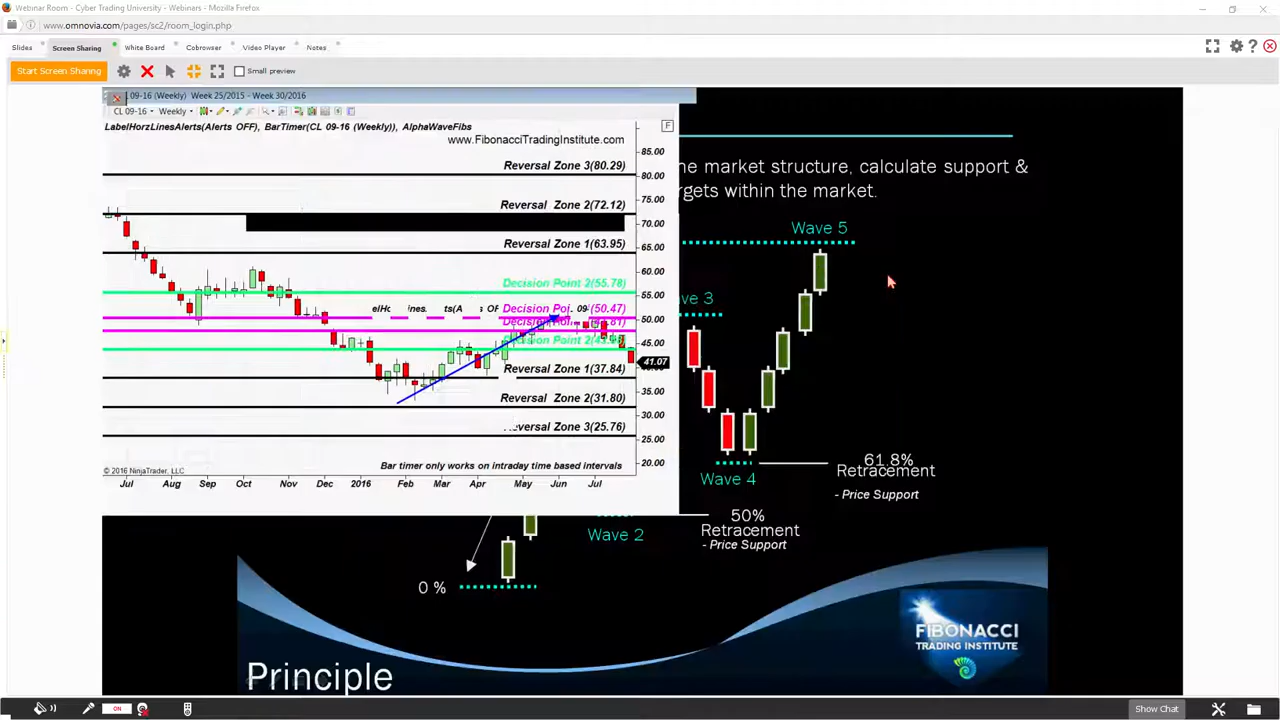 Webinar Room - Cyber Trading University - Webinars - Mozilla Firefox
www.omnovia.com/pages/sc2/room_login.php
Slides Screen Sharing White Board Cobrowser Video Player Notes
Start Screen Sharing Small preview
CL 09-16 (Weekly) Week 25/2015 - Week 30/2016
CL 09-16 Weekly
LabelHorzLinesAlerts(Alerts OFF), BarTimer(CL 09-16 (Weekly)), AlphaWaveFibs
F
www.FibonacciTradingInstitute.com
85.00
Reversal Zone 3(80.29)
80.00
75.00
Reversal Zone 2(72.12)
70.00
Reversal Zone 1(63.95)
65.00
60.00
Decision Point 2(55.78)
55.00
(50.47)
50.00
45.00
41.07
Reversal Zone 1(37.84)
35.00
Reversal Zone 2(31.80)
30.00
eversal Zone 3(25.76)
25.00
20.00
© 2016 NinjaTrader, LLC
Bar timer only works on intraday time based intervals
Jul Aug Sep Oct Nov Dec 2016 Feb Mar Apr May Jun Jul
he market structure, calculate support &
rgets within the market.
Wave 5
ve 3
61.8%
Retracement
- Price Support
Wave 4
50%
Retracement
- Price Support
Wave 2
0 %
FIBONACCI
TRADING INSTITUTE
Principle
ON
Show Chat